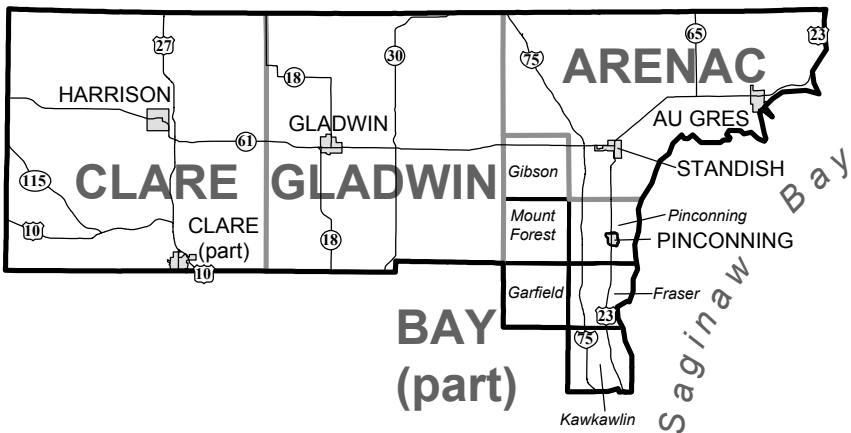 27
18
30
75
65
23
ARENAC
HARRISON
GLADWIN
AU GRES
61
STANDISH
115
CLARE
GLADWIN
Gibson
10
CLARE
(part)
18
Mount
Forest
Pinconning
PINCONNING
10
Garfield
Fraser
23
BAY
(part)
75
Kawkawlin
Saginaw Bay